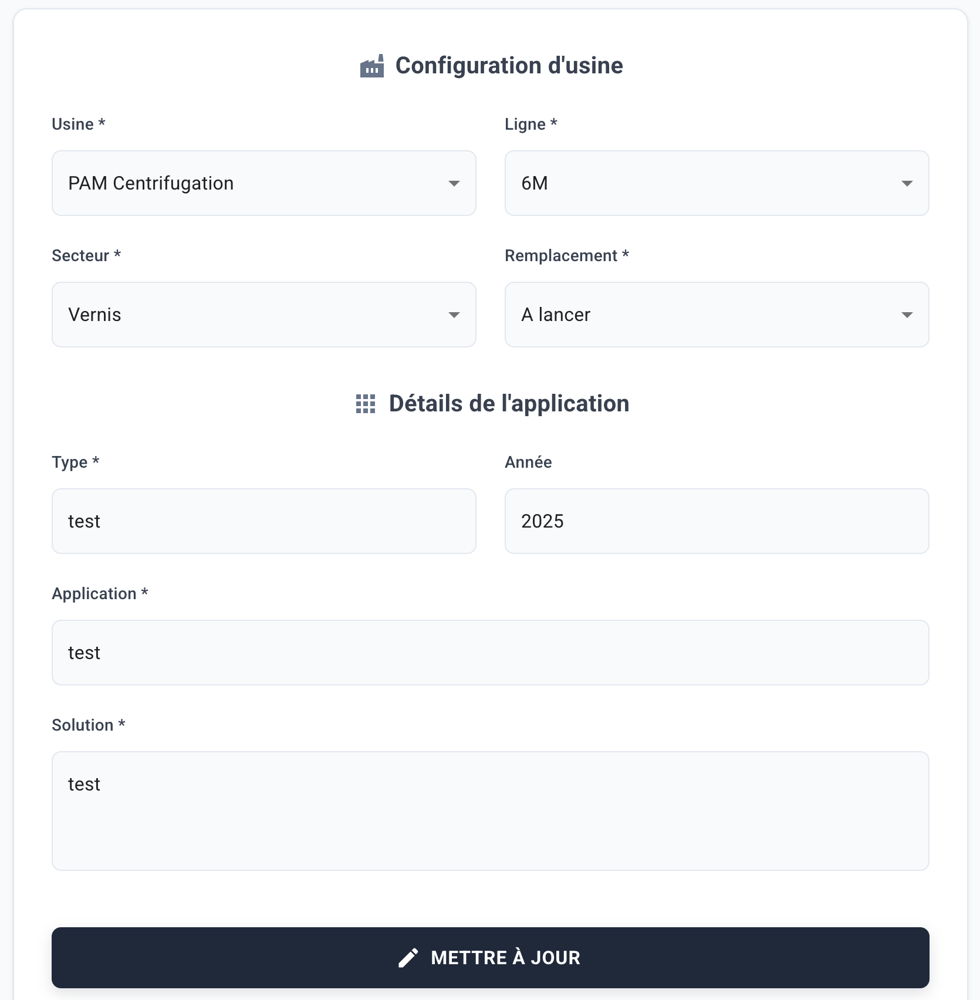 Configuration d'usine
Usine *
Ligne *
PAM Centrifugation
6M
Secteur *
Remplacement *
Vernis
A lancer
Détails de l'application
Type *
Année
test
2025
Application *
test
Solution *
test
METTRE À JOUR